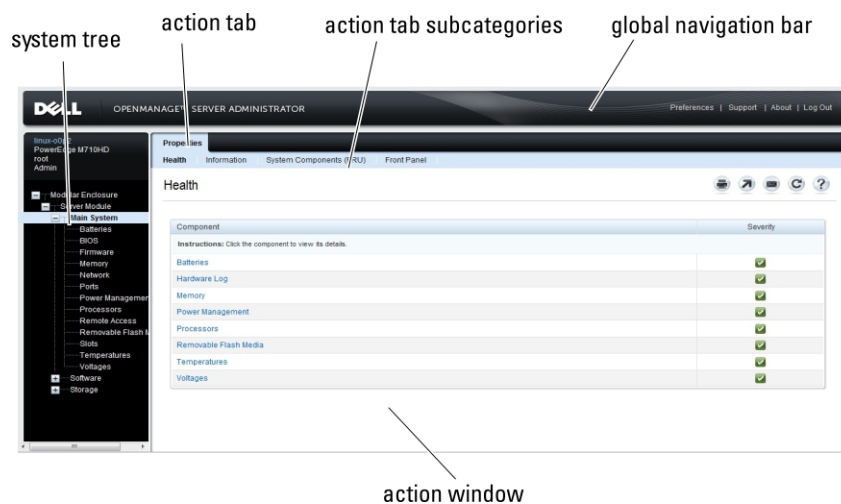 system tree
action tab
action tab subcategories
global navigation bar
DELL
OPENMANAGE™ SERVER ADMINISTRATOR
Preferences | Support | About | Log Out
PowerEdge M710HD
root
Admin
Modular Enclosure
Server Module
Main System
Batteries
BIOS
Firmware
Memory
Network
Ports
Power Managemen
Processors
Remote Access
Removable Flash M
Slots
Temperatures
Voltages
Software
Storage
Properties
Health Information System Components (FRU) Front Panel
Health
Component Severity
Instructions: Click the component to view its details.
Batteries
Hardware Log
Memory
Power Management
Processors
Removable Flash Media
Temperatures
Voltages
action window